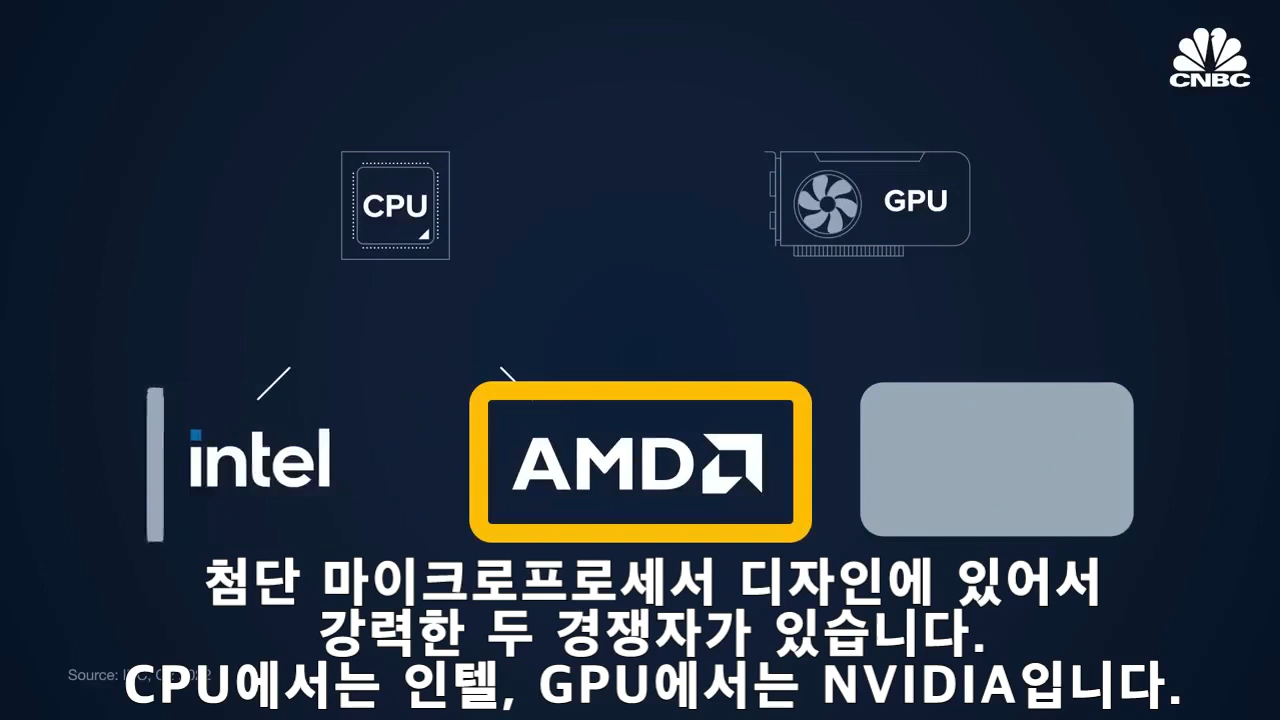 CNBC
CPU
GPU
intel
AMD
첨단 마이크로프로세서 디자인에 있어서
강력한 두 경쟁자가 있습니다.
Source:
CPU에서는 인텔, GPU에서는 NVIDIA입니다.